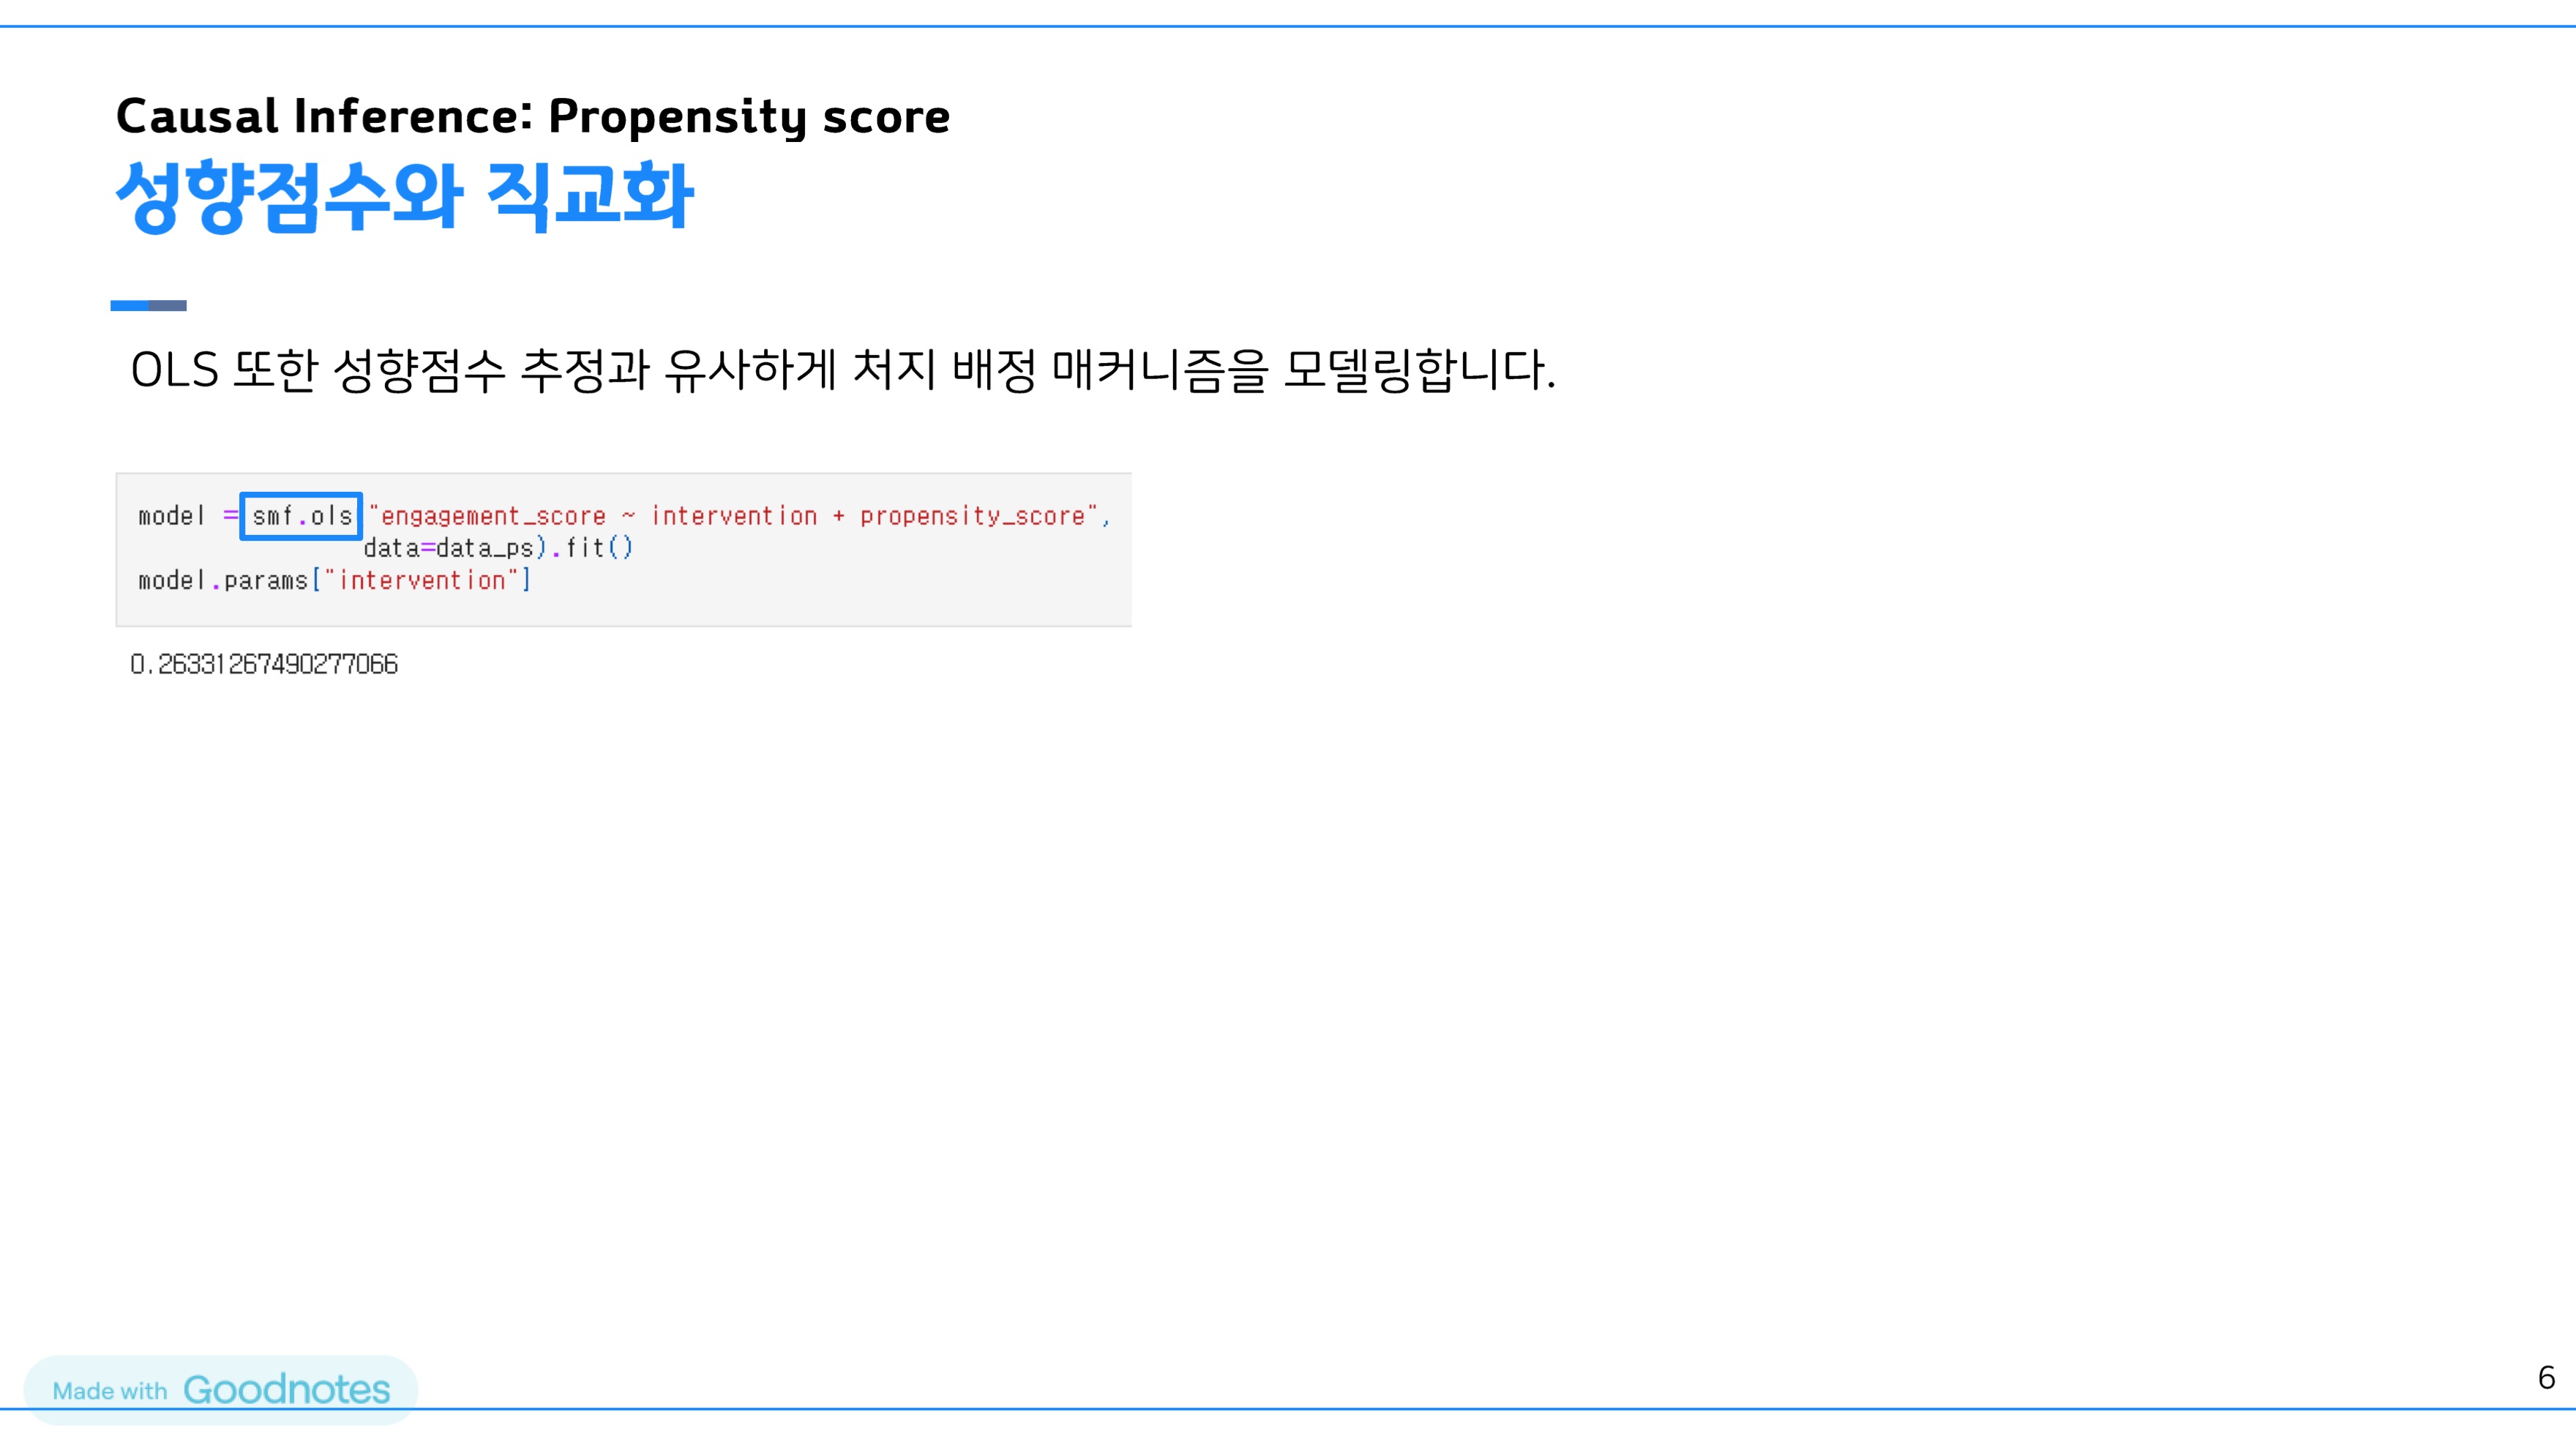 Causal Inference: Propensity score
성향점수와 직교화
OLS 또한 성향점수 추정과 유사하게 처지 배정 매커니즘을 모델링합니다.
model = smf.ols("engagement_score ~ intervention + propensity_score",
data=data_ps).fit()
model.params["intervention"]
0.26331267490277066
Made with Goodnotes
6